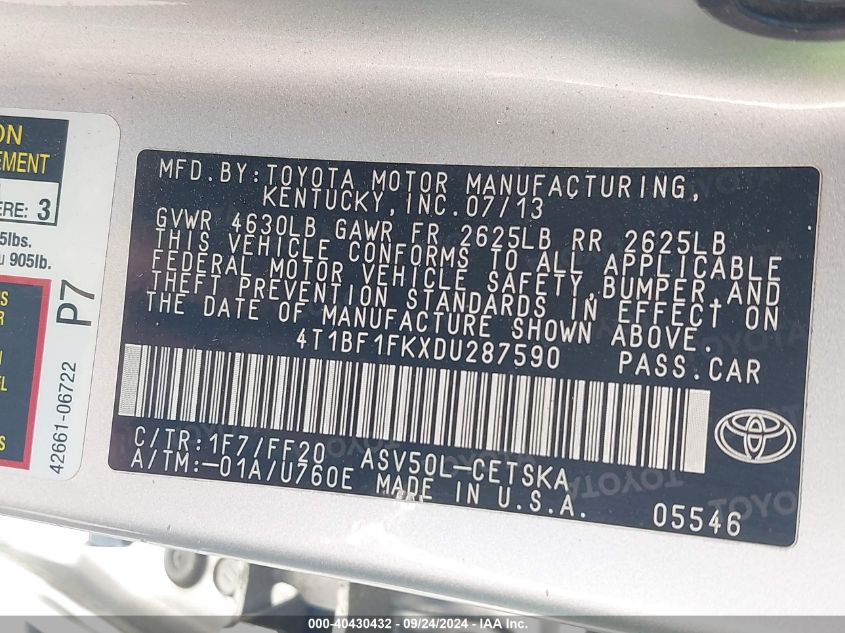 ON
EMENT
ERE: 3
5lbs.
u 905lb.
P7
42661-06722
MFD.BY:TOYOTA MOTOR MANUFACTURING,
KENTUCKY,INC.07/13
GVWR 4630LB GAWR FR 2625LB RR 2625LB
THIS VEHICLE CONFORMS TO ALL APPLICABLE
FEDERAL MOTOR VEHICLE SAFETY,BUMPER,AND
THEFT PREVENTION STANDARDS IN EFFECT ON
THE DATE OF MANUFACTURE SHOWN ABOVE.
4T1BF1FKXDU287590 PASS.CAR
C/TR:1F7/FF20 ASV50L-CETSKA
A/TM:-01A/U760E MADE IN U.S.A.
05546
TOYOTA
000-40430432 - 09/24/2024 - IAA Inc.